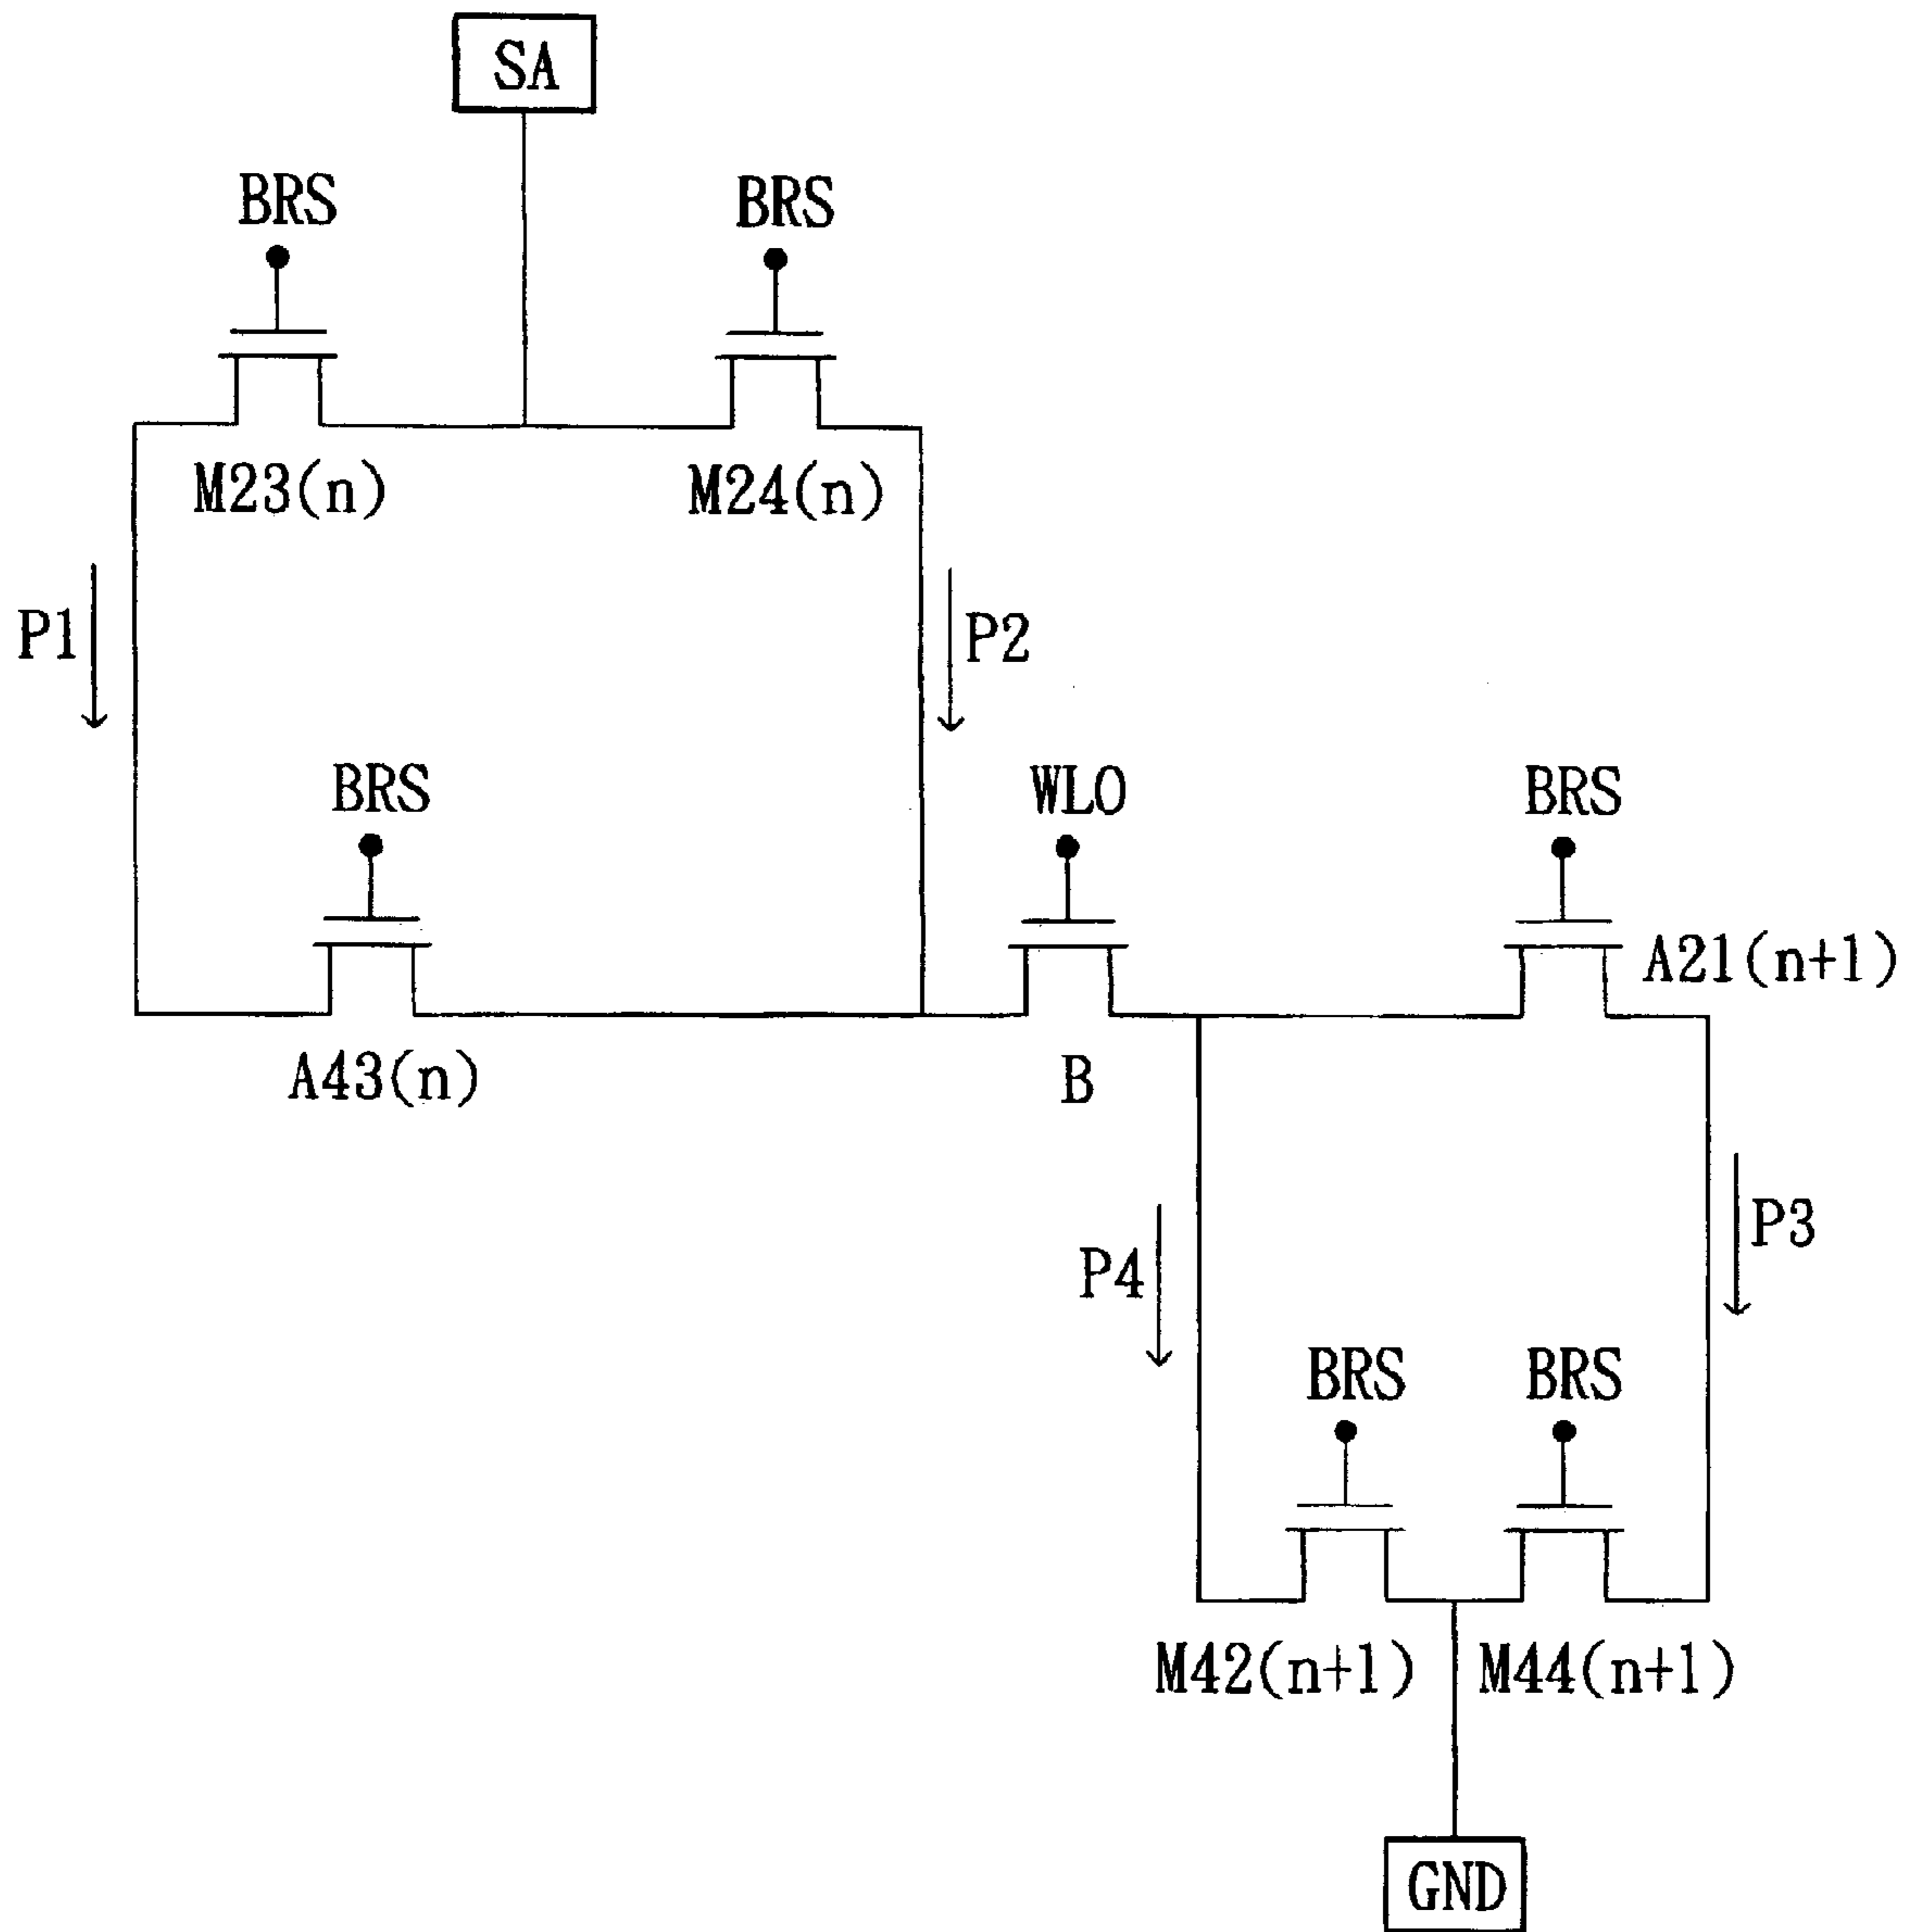 SA
BRS
BRS
M23(n)
M24(n)
P1
P2
BRS
WLO
BRS
A21(n+1)
A43(n)
B
P3
P4
BRS
BRS
M42(n+1)
M44(n+1)
GND